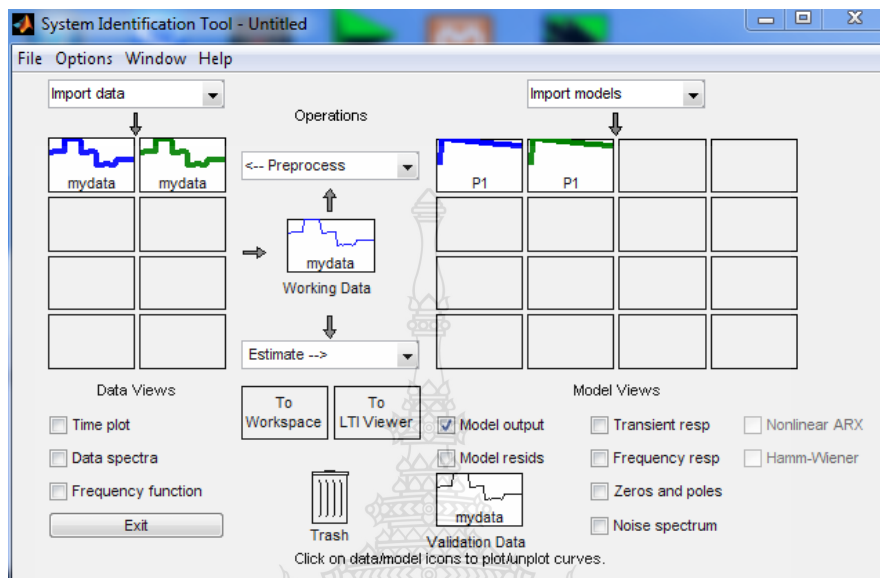 System Identification Tool - Untitled
File Options Window Help
Import data
Import models
Operations
mydata
mydata
<-- Preprocess
P1
P1
mydata
Working Data
Estimate -->
Data Views
Time plot
Data spectra
Frequency function
Exit
To Workspace
To LTI Viewer
Trash
Model Views
Model output
Transient resp
Nonlinear ARX
Model resids
Frequency resp
Hamm-Wiener
Zeros and poles
mydata
Noise spectrum
Validation Data
Click on data/model icons to plot/unplot curves.